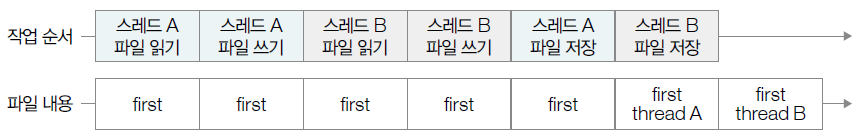 작업 순서
스레드 A
파일 읽기
스레드 A
파일 쓰기
스레드 B
파일 읽기
스레드 B
파일 쓰기
스레드 A
파일 저장
스레드 B
파일 저장
파일 내용
first
first
first
first
first
first
thread A
first
thread B